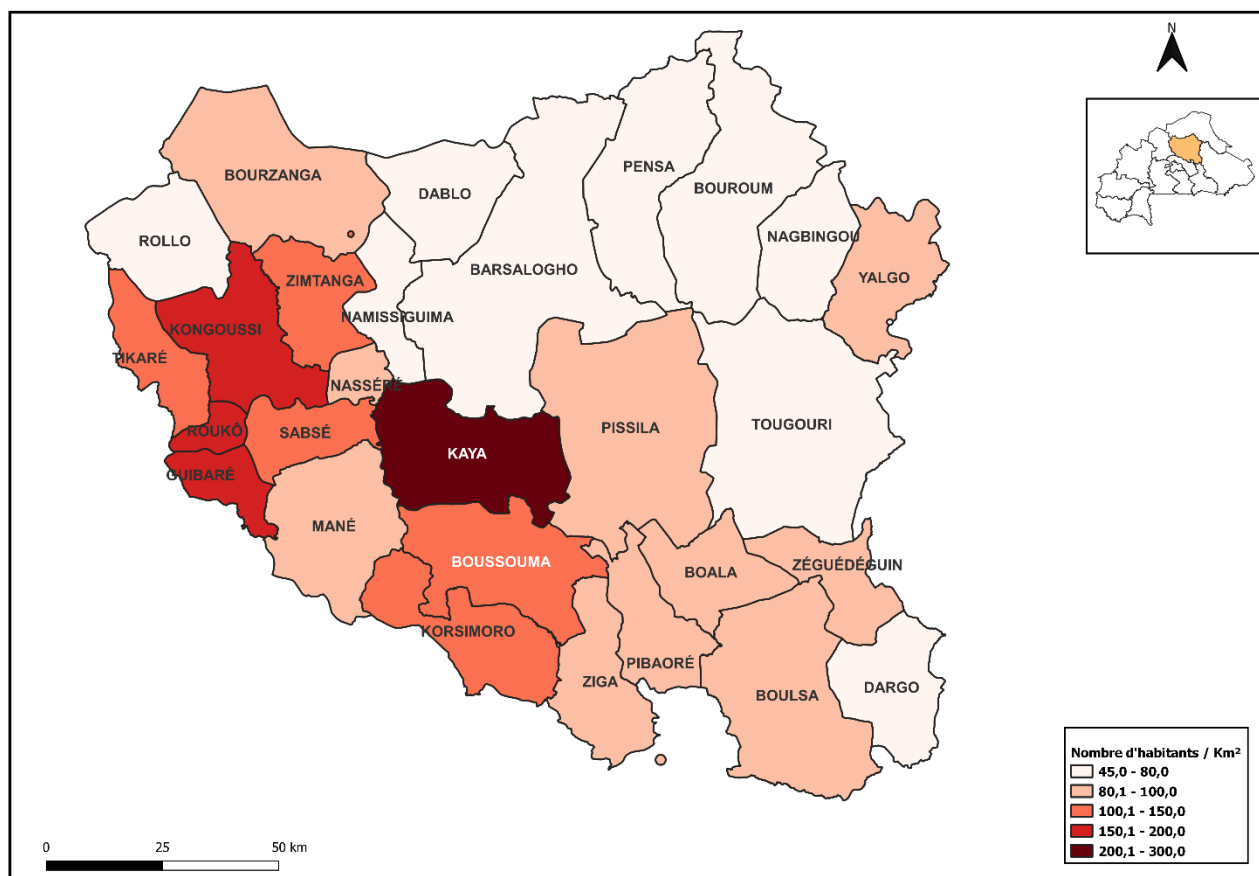 N
BOURZANGA
DABLO
PENSA
BOUROUM
ROLLO
NAGBINGOU
BARSALOGHO
YALGO
ZIMTANGA
KONGOUSSI
NAMISSIGUIMA
TIKARÉ
NASSÉRÉ
ROUKÔ
SABSÉ
PISSILA
TOUGOURI
KAYA
GUIBARÉ
MANÉ
BOUSSOUMA
BOALA
ZÉGUÉDÉGUIN
KORSIMORO
PIBAORÉ
ZIGA
BOULSA
DARGO
Nombre d'habitants / Km²
45,0 - 80,0
80,1 - 100,0
100,1 - 150,0
150,1 - 200,0
200,1 - 300,0
0 25 50 km